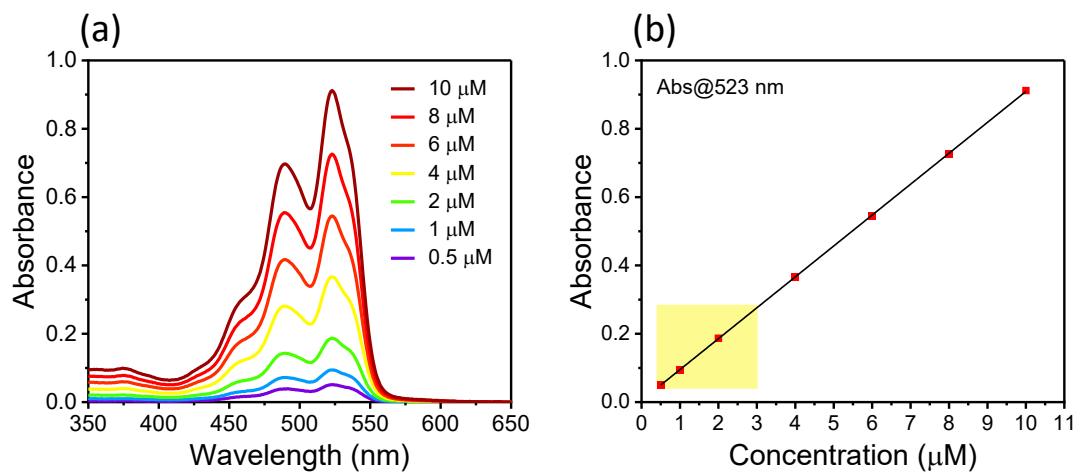 (a)
1.0
0.8
0.6
0.4
0.2
0.0
Absorbance
350 400 450 500 550 600 650
Wavelength (nm)
10 μM
8 μM
6 μM
4 μM
2 μM
1 μM
0.5 μM
(b)
Abs@523 nm
1.0
0.8
0.6
0.4
0.2
0.0
Absorbance
0 1 2 3 4 5 6 7 8 9 10 11
Concentration (μM)